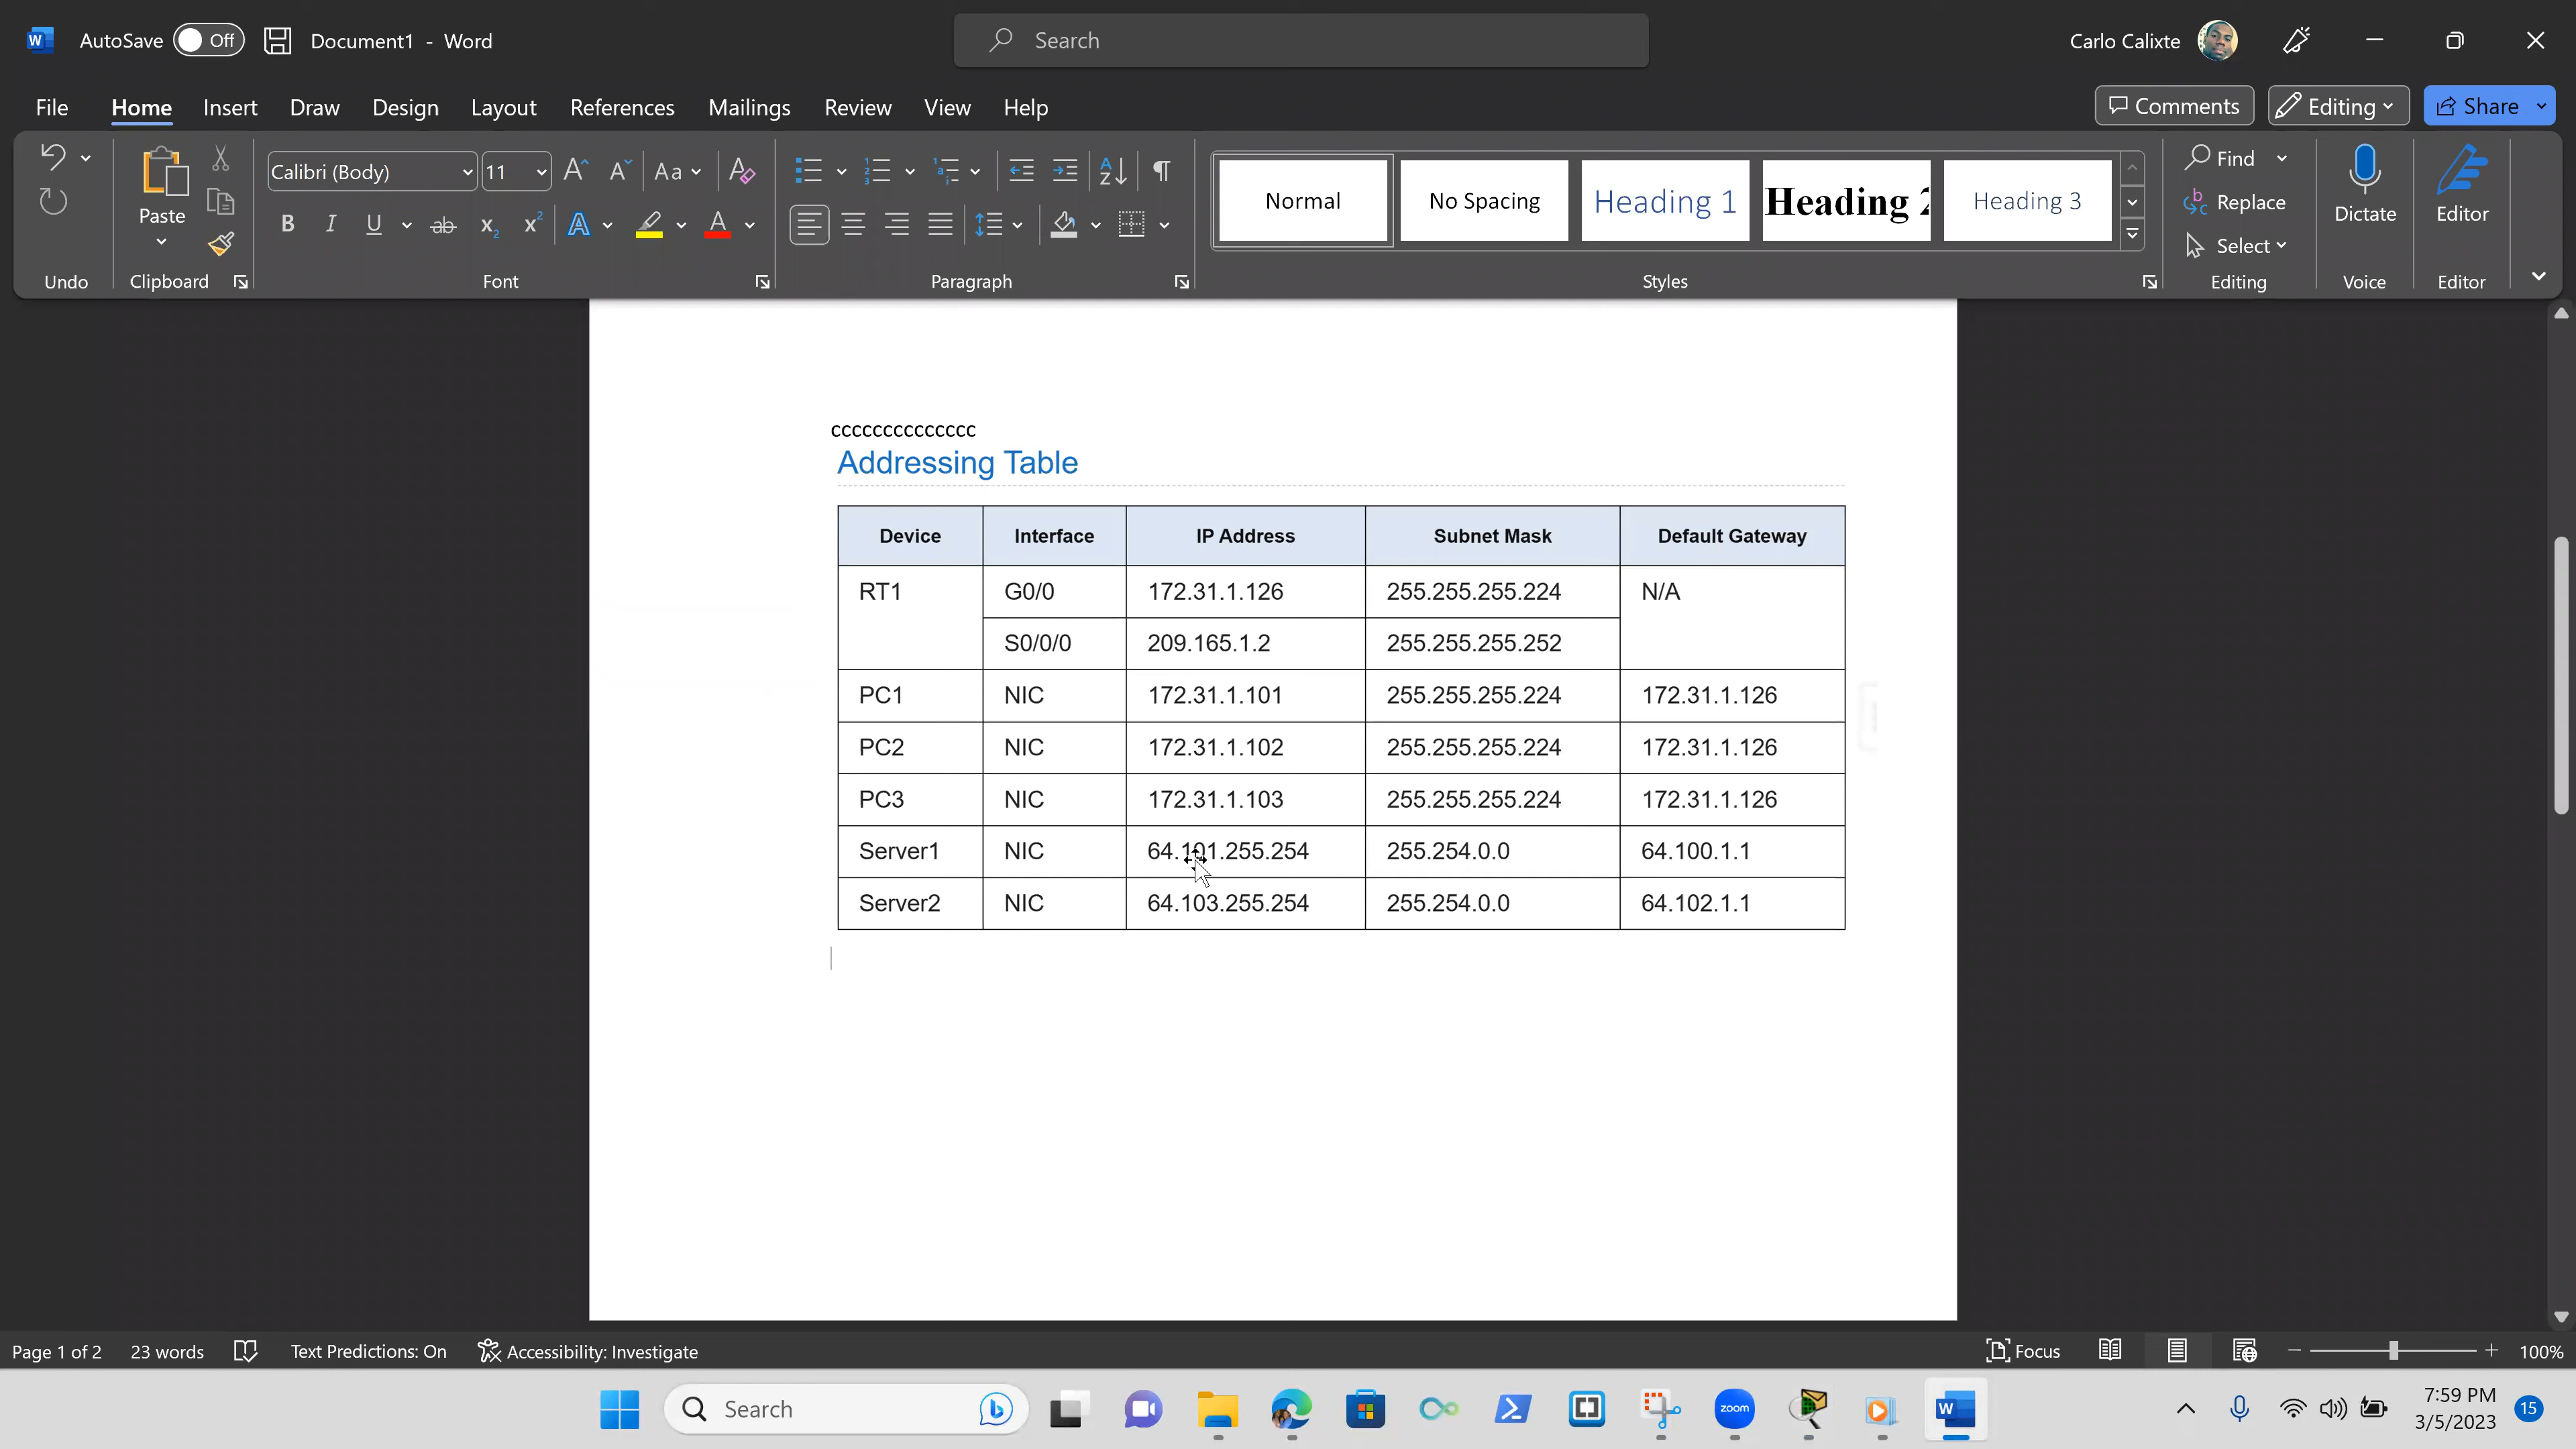 AutoSave Off Document1 - Word Search Carlo Calixte
File Home Insert Draw Design Layout References Mailings Review View Help Comments Editing Share
Paste Calibri (Body) 11 Aa Normal No Spacing Heading 1 Heading 2 Heading 3 Find Replace Select Dictate Editor
Undo Clipboard Font Paragraph Styles Editing Voice Editor
cccccccccccccc
Addressing Table
Device Interface IP Address Subnet Mask Default Gateway
RT1 G0/0 172.31.1.126 255.255.255.224 N/A
S0/0/0 209.165.1.2 255.255.255.252
PC1 NIC 172.31.1.101 255.255.255.224 172.31.1.126
PC2 NIC 172.31.1.102 255.255.255.224 172.31.1.126
PC3 NIC 172.31.1.103 255.255.255.224 172.31.1.126
Server1 NIC 64.101.255.254 255.254.0.0 64.100.1.1
Server2 NIC 64.103.255.254 255.254.0.0 64.102.1.1
Page 1 of 2 23 words Text Predictions: On Accessibility: Investigate Focus 100%
Search zoom 7:59 PM
3/5/2023 15